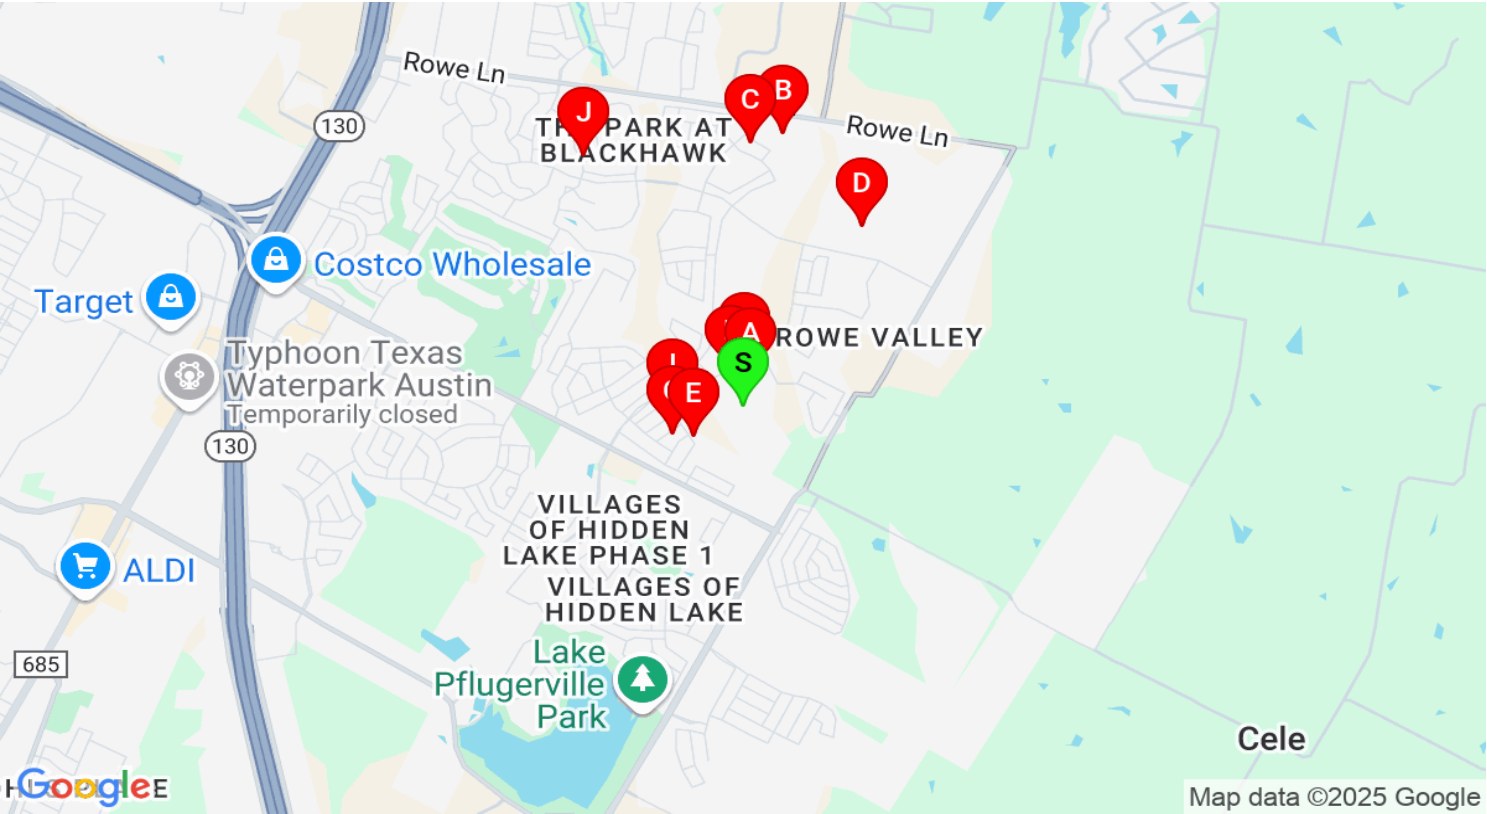 Rowe Ln
B
C
J
130
THE PARK AT
BLACKHAWK
Rowe Ln
D
Costco Wholesale
Target
A
ROWE VALLEY
Typhoon Texas
Waterpark Austin
Temporarily closed
S
E
130
VILLAGES
OF HIDDEN
LAKE PHASE 1
ALDI
VILLAGES OF
HIDDEN LAKE
685
Lake
Pflugerville
Park
Cele
Google
Map data ©2025 Google